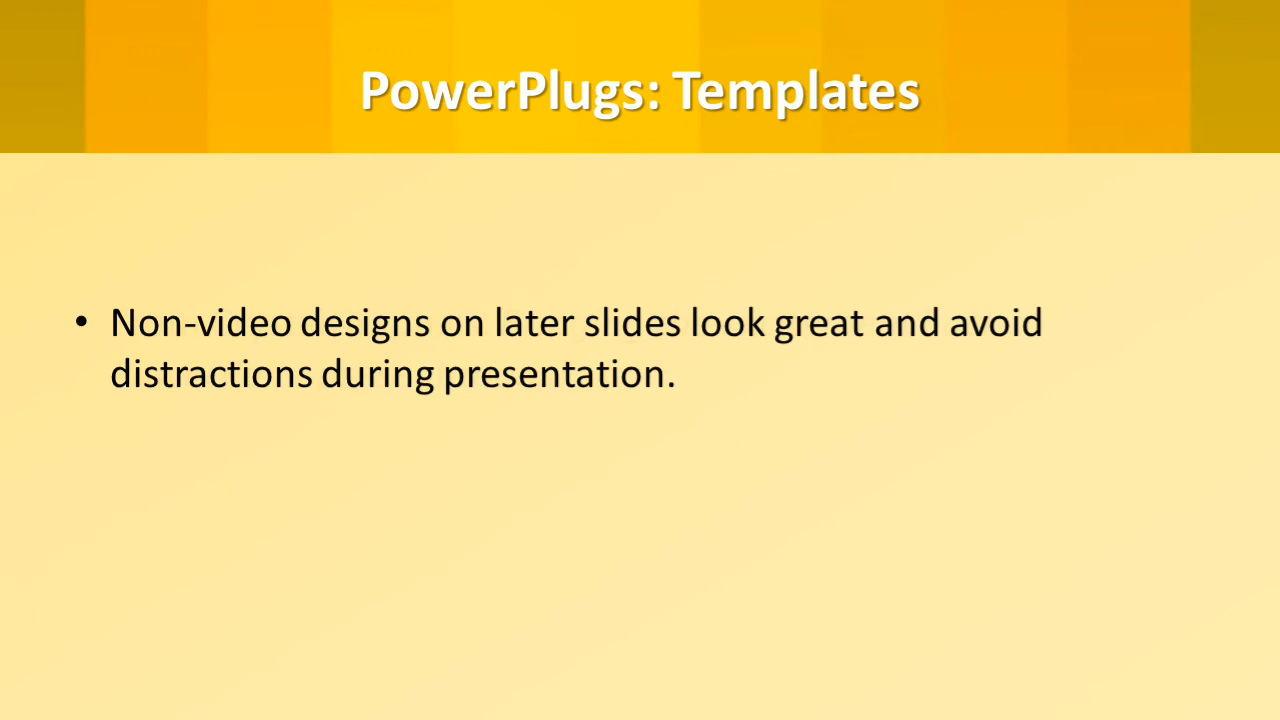 PowerPlugs: Templates
• Non-video designs on later slides look great and avoid
distractions during presentation.